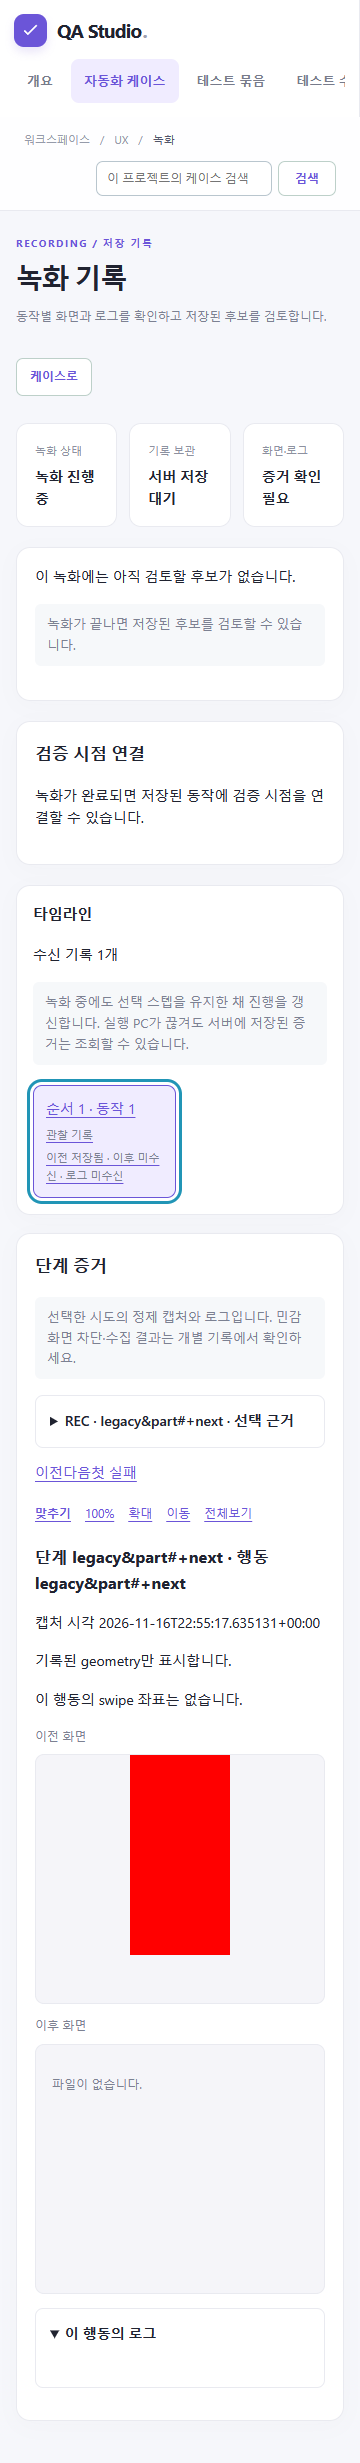 QA Studio.
개요 자동화 케이스 테스트 묶음 테스트 수
워크스페이스 / UX / 녹화
이 프로젝트의 케이스 검색 검색
RECORDING / 저장 기록
녹화 기록
동작별 화면과 로그를 확인하고 저장된 후보를 검토합니다.
케이스로
녹화 상태
녹화 진행
중
기록 보관
서버 저장
대기
화면·로그
증거 확인
필요
이 녹화에는 아직 검토할 후보가 없습니다.
녹화가 끝나면 저장된 후보를 검토할 수 있습
니다.
검증 시점 연결
녹화가 완료되면 저장된 동작에 검증 시점을 연
결할 수 있습니다.
타임라인
수신 기록 1개
녹화 중에도 선택 스텝을 유지한 채 진행을 갱
신합니다. 실행 PC가 끊겨도 서버에 저장된 증
거는 조회할 수 있습니다.
순서 1 · 동작 1
관찰 기록
이전 저장됨 · 이후 미수
신 · 로그 미수신
단계 증거
선택한 시도의 정제 캡처와 로그입니다. 민감
화면 차단·수집 결과는 개별 기록에서 확인하
세요.
▶ REC · legacy&part#+next · 선택 근거
이전다음첫 실패
맞추기 100% 확대 이동 전체보기
단계 legacy&part#+next · 행동
legacy&part#+next
캡처 시각 2026-11-16T22:55:17.635131+00:00
기록된 geometry만 표시합니다.
이 행동의 swipe 좌표는 없습니다.
이전 화면
이후 화면
파일이 없습니다.
▼ 이 행동의 로그